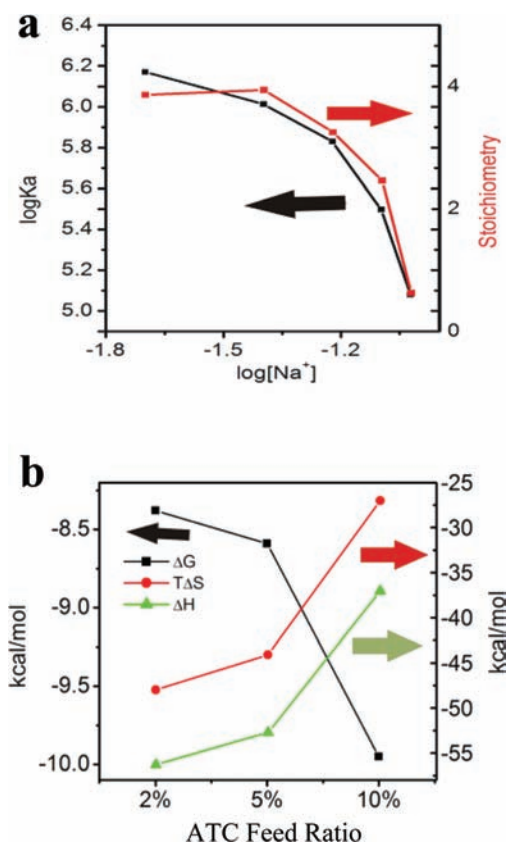 a
6.4
6.2
6.0
5.8
5.6
5.4
5.2
5.0
logKa
4
2
0
Stoichiometry
-1.8
-1.5
-1.2
log[Na⁺]
b
-8.5
-9.0
-9.5
-10.0
kcal/mol
ΔG
TΔS
ΔH
-25
-30
-35
-40
-45
-50
-55
kcal/mol
2%
5%
10%
ATC Feed Ratio